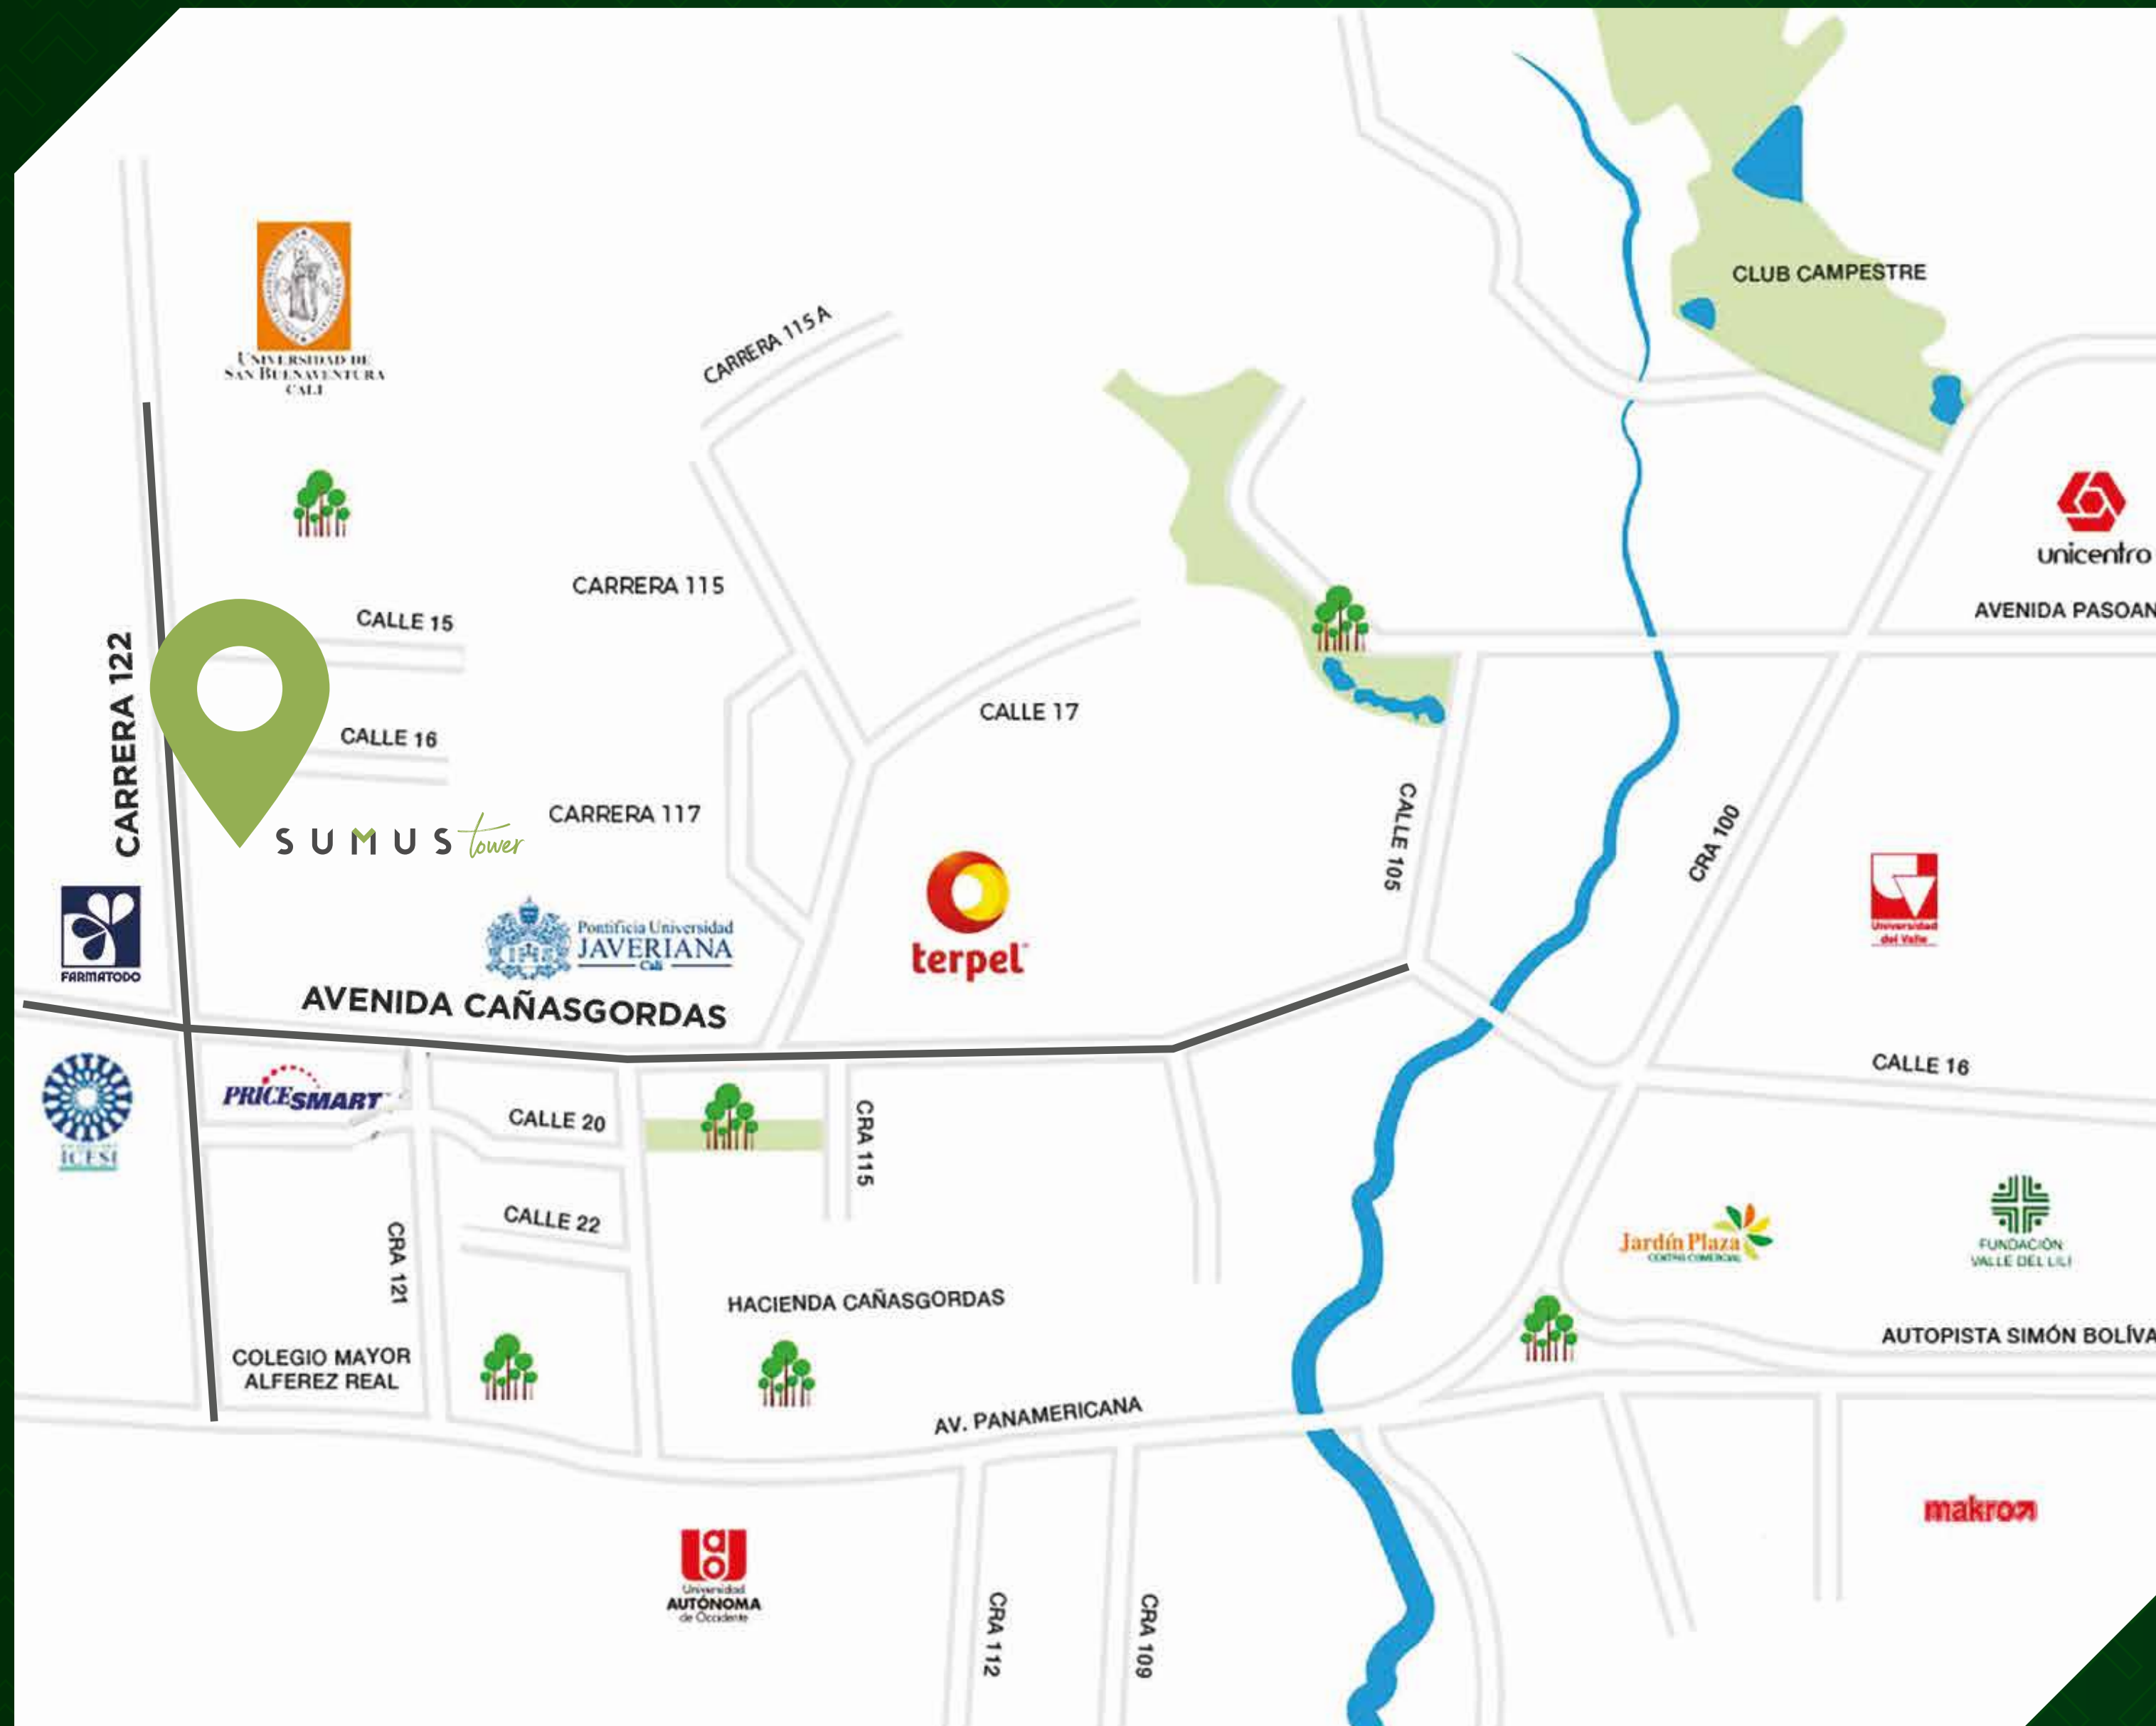 CLUB CAMPESTRE
UNIVERSIDAD DE
SAN BUENAVENTURA
CALI
CARRERA 115 A
unicentro
CARRERA 115
AVENIDA PASOAN
CALLE 15
CARRERA 122
CALLE 17
CALLE 16
CARRERA 117
SUMUS tower
CALLE 105
CRA 100
Universidad
del Valle
FARMATODO
Pontificia Universidad
JAVERIANA
Cali
terpel
AVENIDA CAÑASGORDAS
ICESI
PRICESMART
CALLE 20
CRA 115
CALLE 16
CALLE 22
CRA 121
Jardín Plaza
CENTRO COMERCIAL
FUNDACIÓN
VALLE DEL LILI
HACIENDA CAÑASGORDAS
AUTOPISTA SIMÓN BOLÍVA
COLEGIO MAYOR
ALFEREZ REAL
AV. PANAMERICANA
makro
uao
Universidad
AUTÓNOMA
de Occidente
CRA 112
CRA 109